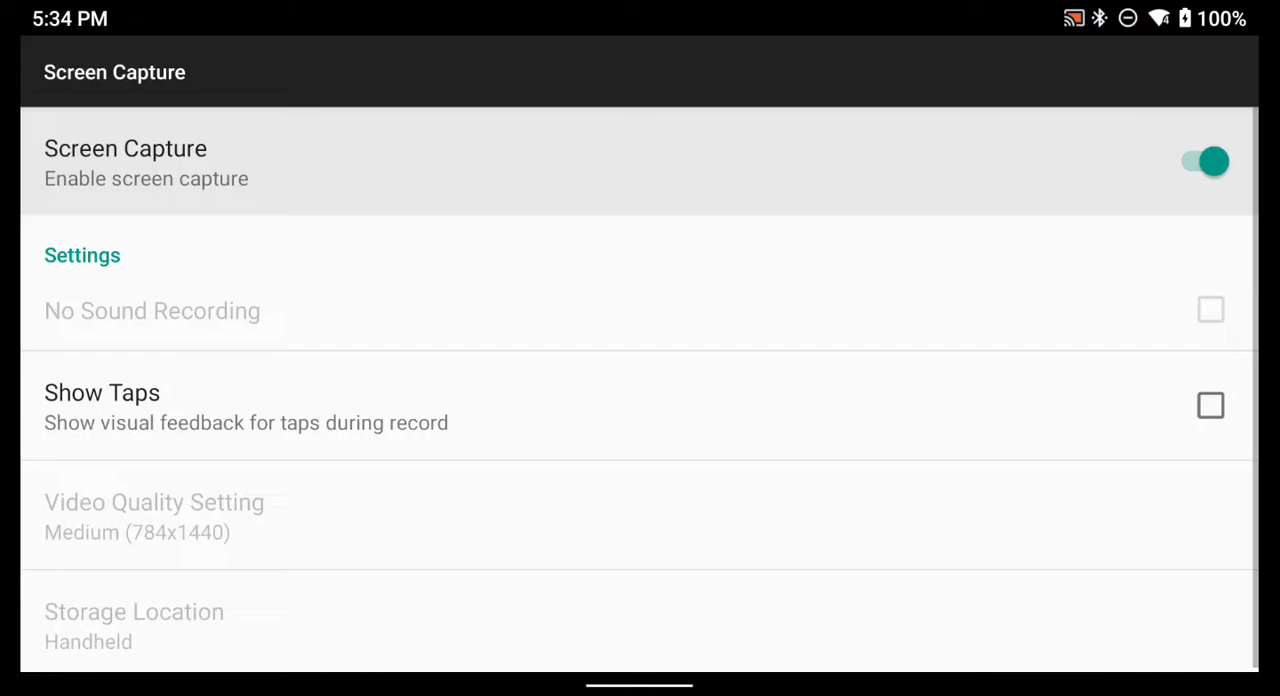 5:34 PM
4
100%
Screen Capture
Screen Capture
Enable screen capture
Settings
No Sound Recording
Show Taps
Show visual feedback for taps during record
Video Quality Setting
Medium (784x1440)
Storage Location
Handheld